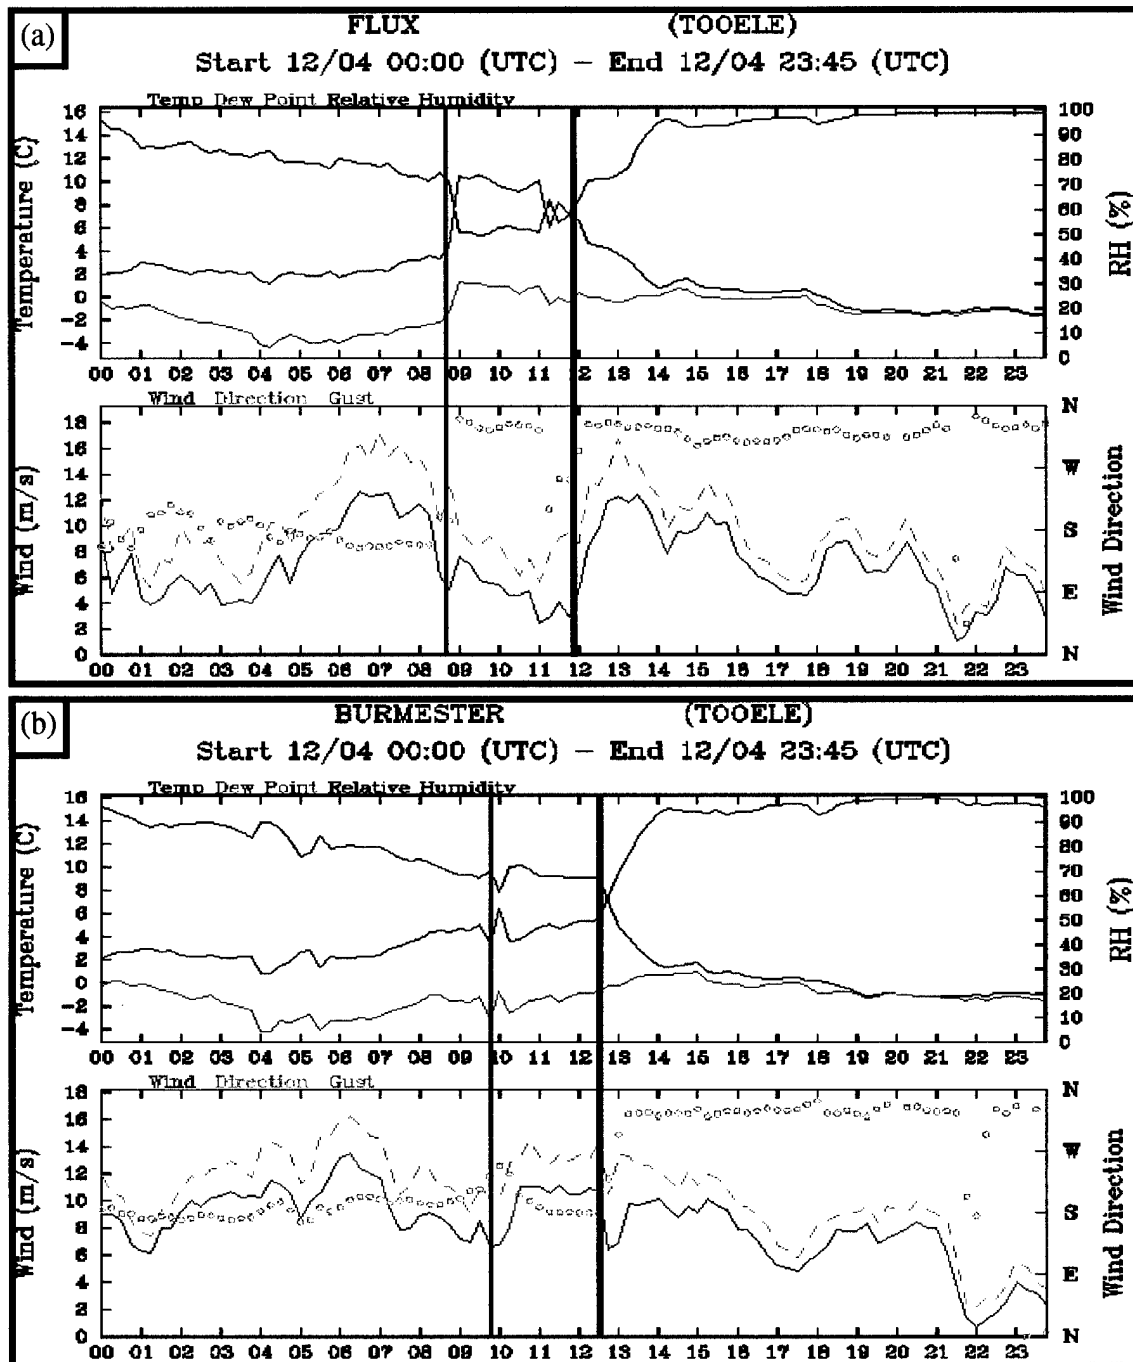 (a)
FLUX (TOOELE)
Start 12/04 00:00 (UTC) — End 12/04 23:45 (UTC)
Temp Dew Point Relative Humidity
Temperature (C)
16
14
12
10
8
6
4
2
0
−2
−4
100
90
80
70
60
50
40
30
20
10
0
RH (%)
00 01 02 03 04 05 06 07 08 09 10 11 12 13 14 15 16 17 18 19 20 21 22 23
Wind Direction Gust
Wind (m/s)
18
16
14
12
10
8
6
4
2
0
N
W
S
E
N
Wind Direction
00 01 02 03 04 05 06 07 08 09 10 11 12 13 14 15 16 17 18 19 20 21 22 23
(b)
BURMESTER (TOOELE)
Start 12/04 00:00 (UTC) — End 12/04 23:45 (UTC)
Temp Dew Point Relative Humidity
Temperature (C)
16
14
12
10
8
6
4
2
0
−2
−4
100
90
80
70
60
50
40
30
20
10
0
RH (%)
00 01 02 03 04 05 06 07 08 09 10 11 12 13 14 15 16 17 18 19 20 21 22 23
Wind Direction Gust
Wind (m/s)
18
16
14
12
10
8
6
4
2
0
N
W
S
E
N
Wind Direction
00 01 02 03 04 05 06 07 08 09 10 11 12 13 14 15 16 17 18 19 20 21 22 23